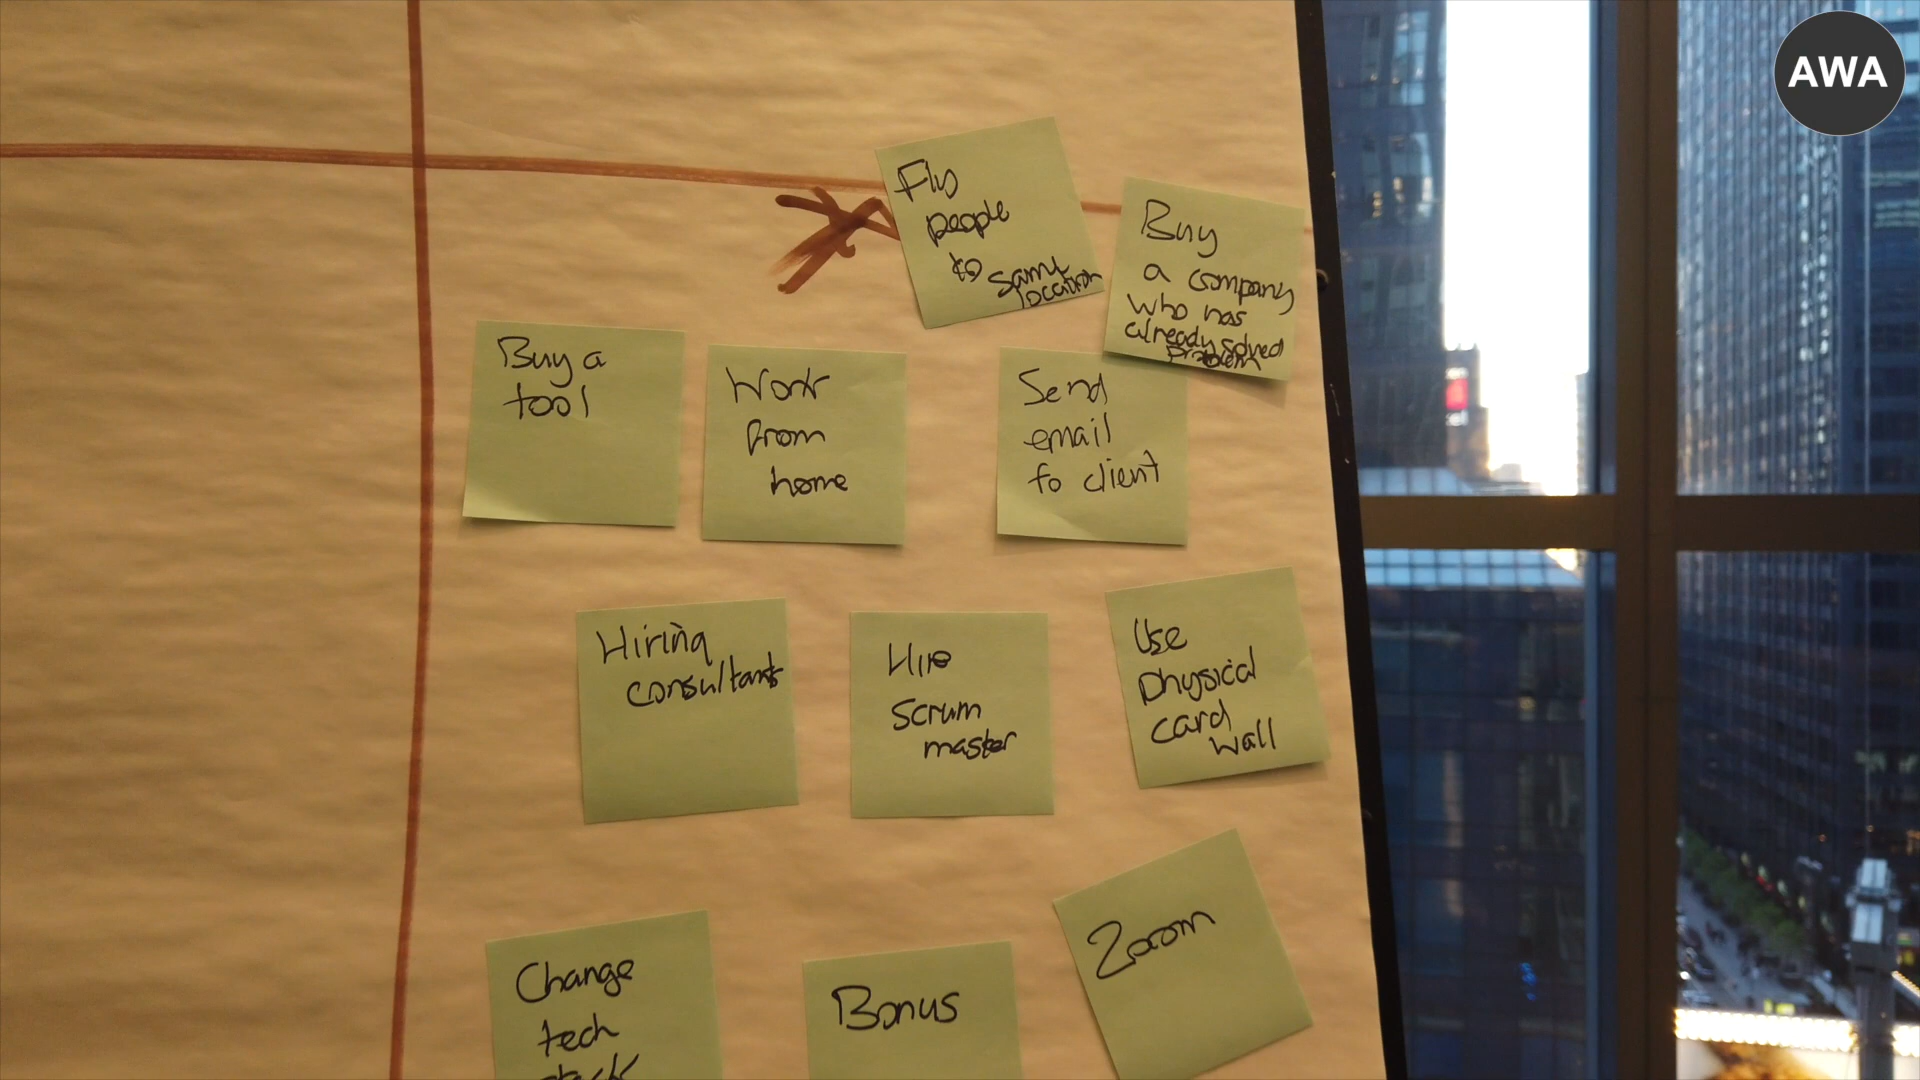 AWA
Fly
people
to same
location
Buy
a company
who has
already solved
problem
Buy a
tool
Work
from
home
Send
email
to client
Hiring
consultants
Hire
scrum
master
Use
physical
card
wall
Change
tech
stack
Bonus
Zoom